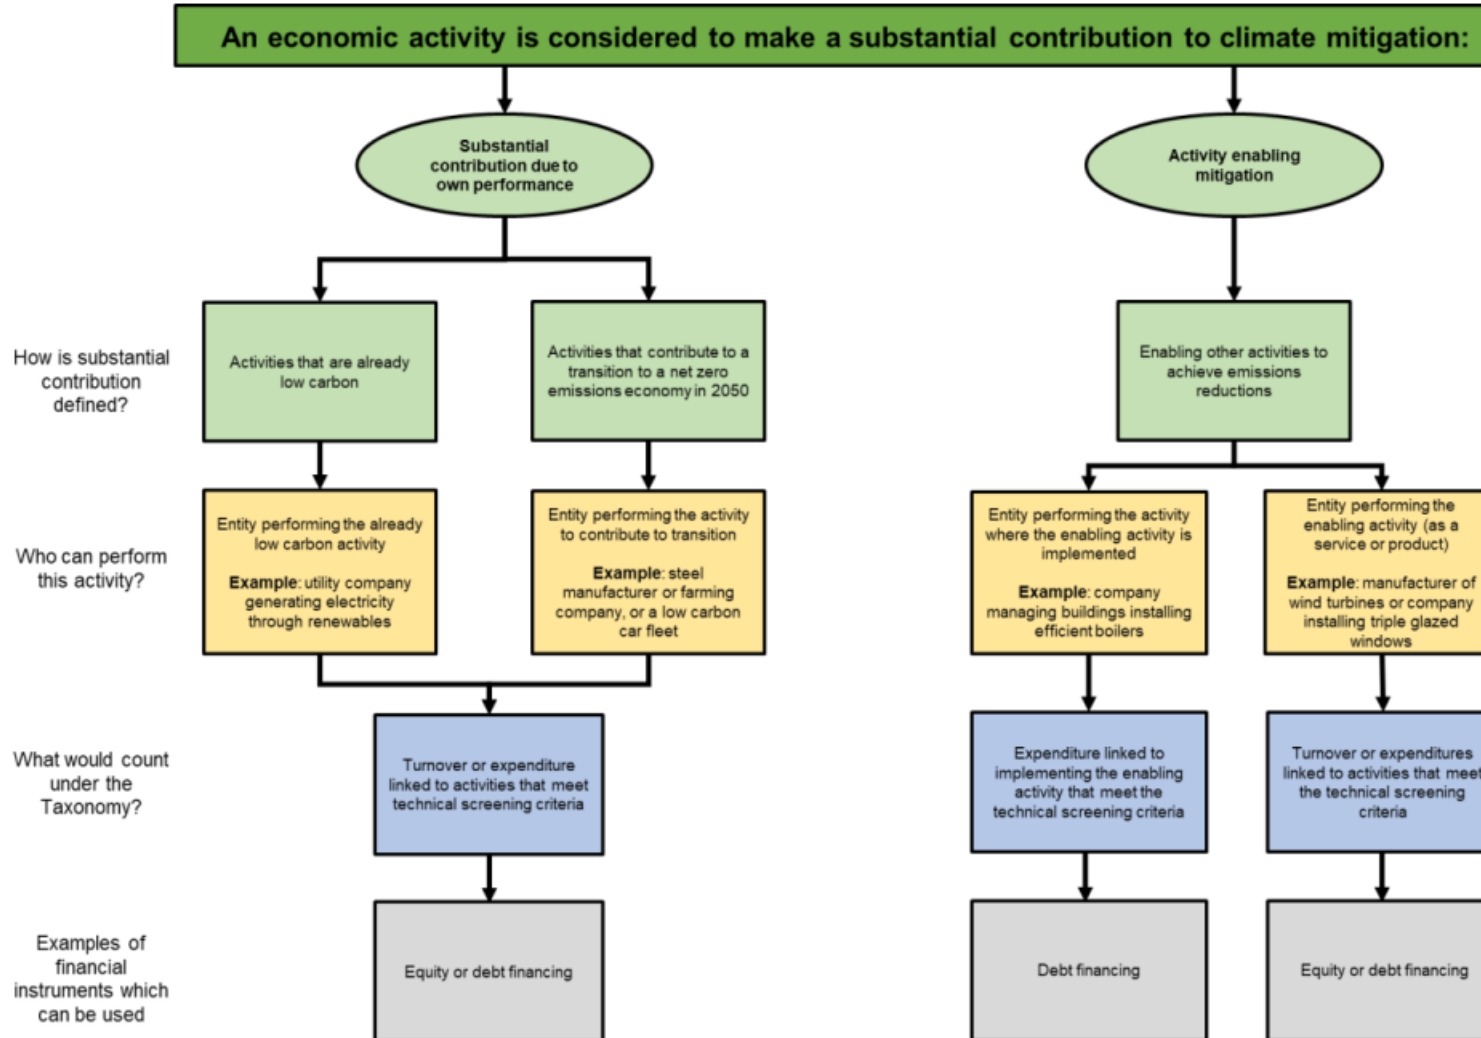 An economic activity is considered to make a substantial contribution to climate mitigation:
Substantial
contribution due to
own performance
Activity enabling
mitigation
How is substantial
contribution
defined?
Activities that are already
low carbon
Activities that contribute to a
transition to a net zero
emissions economy in 2050
Enabling other activities to
achieve emissions
reductions
Who can perform
this activity?
Entity performing the already
low carbon activity
Example: utility company
generating electricity
through renewables
Entity performing the activity
to contribute to transition
Example: steel
manufacturer or farming
company, or a low carbon
car fleet
Entity performing the activity
where the enabling activity is
implemented
Example: company
managing buildings installing
efficient boilers
Entity performing the
enabling activity (as a
service or product)
Example: manufacturer of
wind turbines or company
installing triple glazed
windows
What would count
under the
Taxonomy?
Turnover or expenditure
linked to activities that meet
technical screening criteria
Expenditure linked to
implementing the enabling
activity that meet the
technical screening criteria
Turnover or expenditures
linked to activities that meet
the technical screening
criteria
Examples of
financial
instruments which
can be used
Equity or debt financing
Debt financing
Equity or debt financing